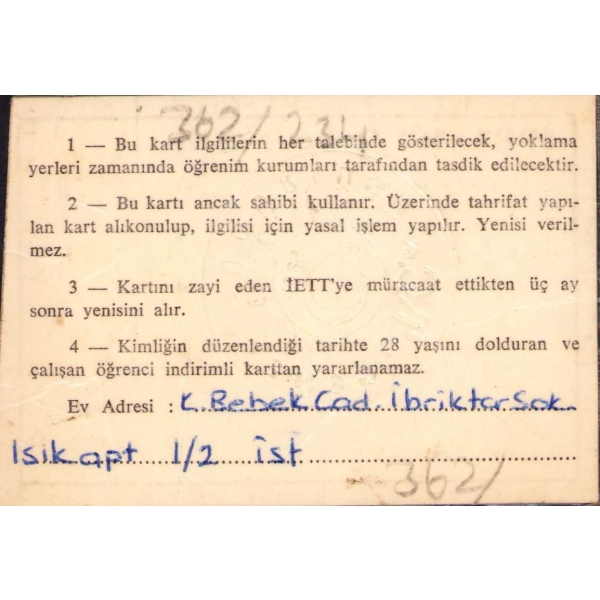 362/234
1 — Bu kart ilgililerin her talebinde gösterilecek, yoklama
yerleri zamanında öğrenim kurumları tarafından tasdik edilecektir.
2 — Bu kartı ancak sahibi kullanır. Üzerinde tahrifat yapı-
lan kart alıkonulup, ilgilisi için yasal işlem yapılır. Yenisi veril-
mez.
3 — Kartını zayi eden İETT'ye müracaat ettikten üç ay
sonra yenisini alır.
4 — Kimliğin düzenlendiği tarihte 28 yaşını dolduran ve
çalışan öğrenci indirimli karttan yararlanamaz.
Ev Adresi : K. Bebek Cad. İbriktar Sok.
Isik apt 1/2 ist
362/